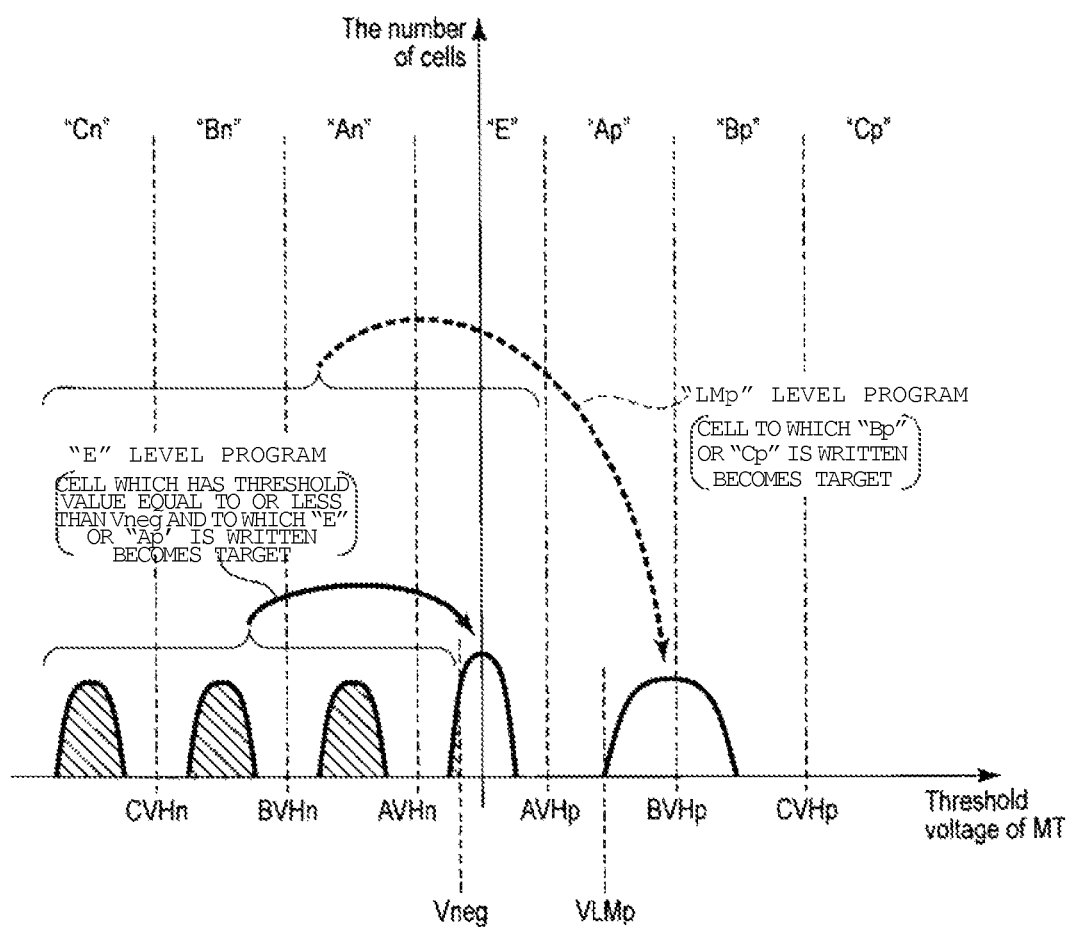 The number
of cells
"Cn"
"Bn"
"An"
"E"
"Ap"
"Bp"
"Cp"
"LMp" LEVEL PROGRAM
CELL TO WHICH "Bp"
OR "Cp" IS WRITTEN
BECOMES TARGET
"E" LEVEL PROGRAM
CELL WHICH HAS THRESHOLD
VALUE EQUAL TO OR LESS
THAN Vneg AND TO WHICH "E"
OR "Ap' IS WRITTEN
BECOMES TARGET
CVHn
BVHn
AVHn
AVHp
BVHp
CVHp
Threshold
voltage of MT
Vneg
VLMp